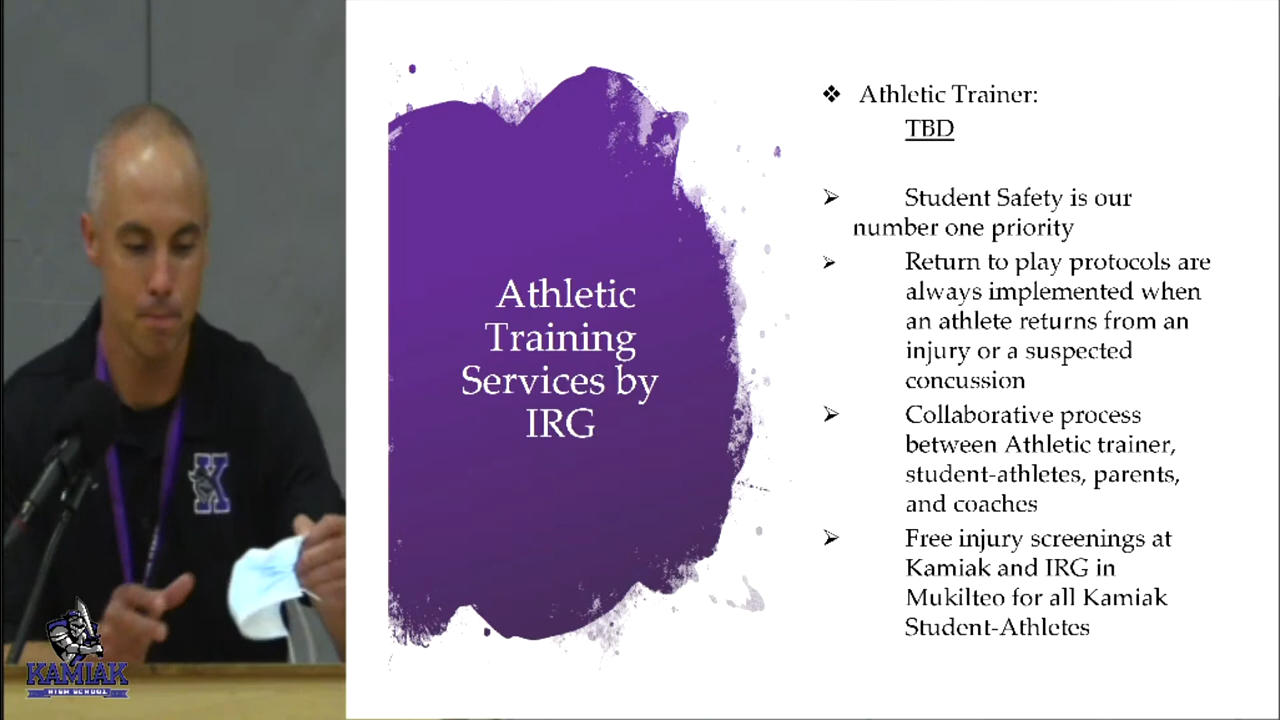 Athletic
Training
Services by
IRG
❖ Athletic Trainer:
TBD
➢ Student Safety is our
number one priority
➢ Return to play protocols are
always implemented when
an athlete returns from an
injury or a suspected
concussion
➢ Collaborative process
between Athletic trainer,
student-athletes, parents,
and coaches
➢ Free injury screenings at
Kamiak and IRG in
Mukilteo for all Kamiak
Student-Athletes
K
KAMIAK
HIGH SCHOOL